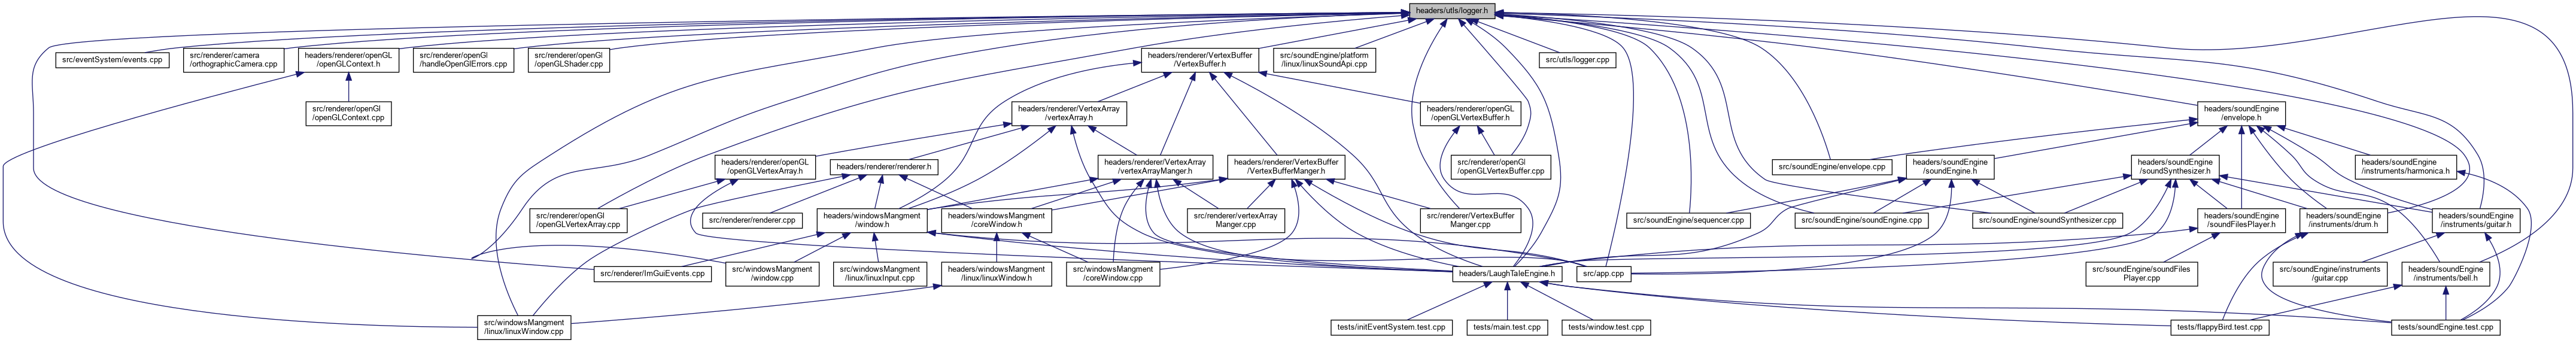 headers/utls/logger.h
src/eventSystem/events.cpp
src/renderer/camera
/orthographicCamera.cpp
headers/renderer/openGL
/openGLContext.h
src/renderer/openGl
/handleOpenGlErrors.cpp
src/renderer/openGl
/openGLShader.cpp
headers/renderer/VertexBuffer
/VertexBuffer.h
src/soundEngine/platform
/linux/linuxSoundApi.cpp
src/utls/logger.cpp
src/renderer/openGl
/openGLContext.cpp
headers/renderer/VertexArray
/vertexArray.h
headers/renderer/openGL
/openGLVertexBuffer.h
headers/soundEngine
/envelope.h
headers/renderer/openGL
/openGLVertexArray.h
headers/renderer/renderer.h
headers/renderer/VertexArray
/vertexArrayManger.h
headers/renderer/VertexBuffer
/VertexBufferManger.h
src/renderer/openGl
/openGLVertexBuffer.cpp
src/soundEngine/envelope.cpp
headers/soundEngine
/soundEngine.h
headers/soundEngine
/soundSynthesizer.h
headers/soundEngine
/instruments/harmonica.h
src/renderer/openGl
/openGLVertexArray.cpp
src/renderer/renderer.cpp
headers/windowsMangment
/window.h
headers/windowsMangment
/coreWindow.h
src/renderer/vertexArray
Manger.cpp
src/renderer/VertexBuffer
Manger.cpp
src/soundEngine/sequencer.cpp
src/soundEngine/soundEngine.cpp
src/soundEngine/soundSynthesizer.cpp
headers/soundEngine
/soundFilesPlayer.h
headers/soundEngine
/instruments/drum.h
headers/soundEngine
/instruments/guitar.h
src/renderer/ImGuiEvents.cpp
src/windowsMangment
/window.cpp
src/windowsMangment
/linux/linuxInput.cpp
headers/windowsMangment
/linux/linuxWindow.h
src/windowsMangment
/coreWindow.cpp
headers/LaughTaleEngine.h
src/app.cpp
src/soundEngine/soundFiles
Player.cpp
src/soundEngine/instruments
/guitar.cpp
headers/soundEngine
/instruments/bell.h
src/windowsMangment
/linux/linuxWindow.cpp
tests/initEventSystem.test.cpp
tests/main.test.cpp
tests/window.test.cpp
tests/flappyBird.test.cpp
tests/soundEngine.test.cpp